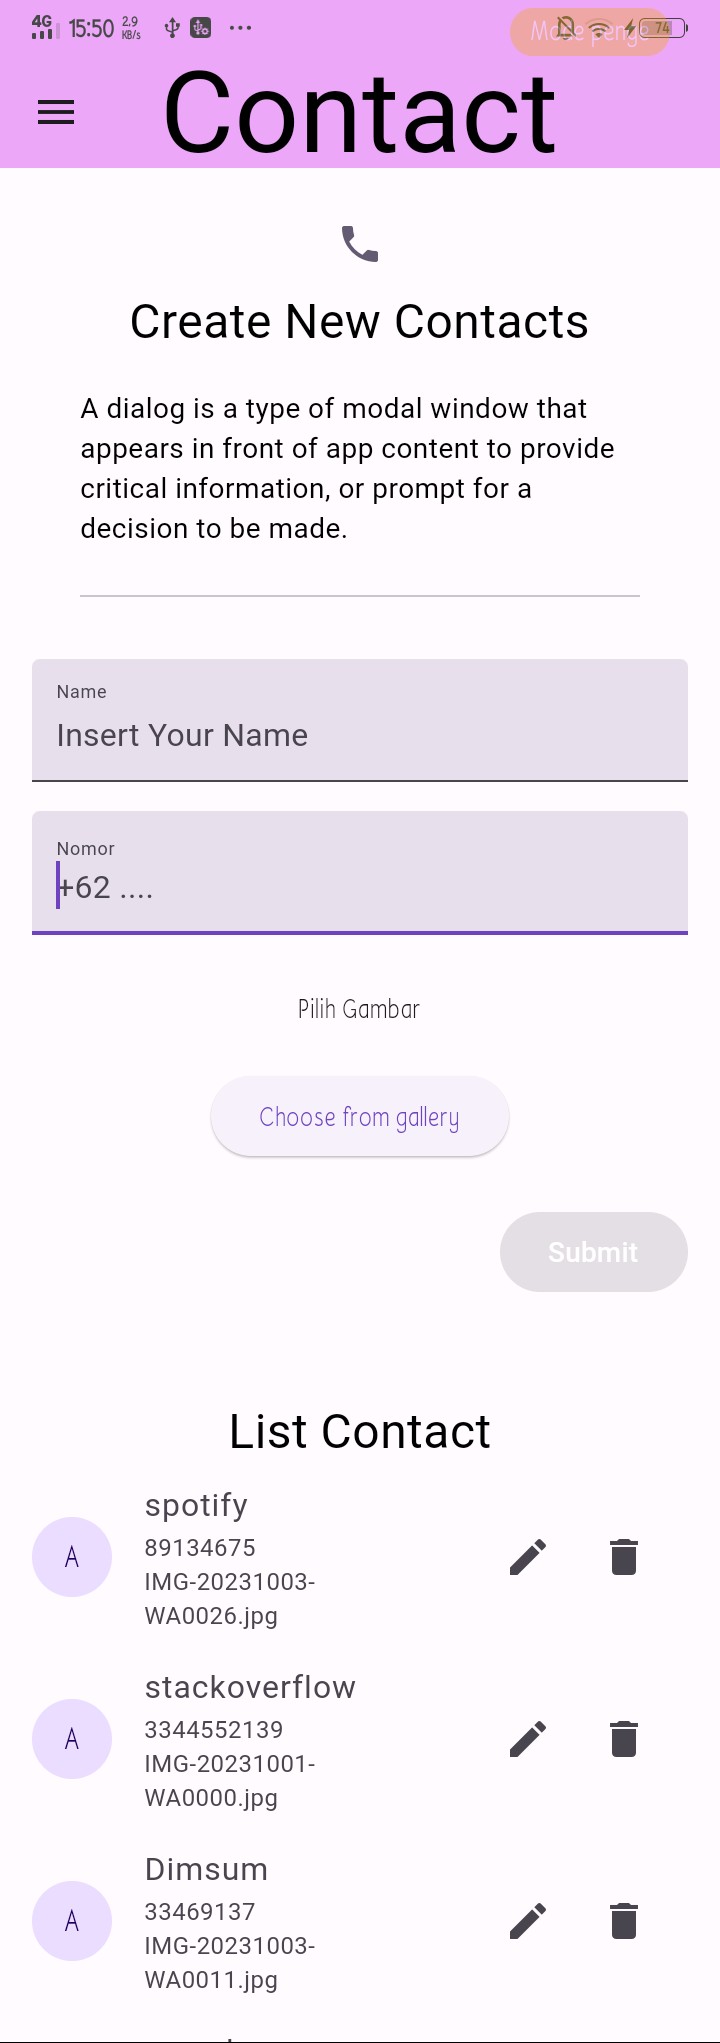 4G 15:50 2,9 KB/s ... 74
Contact
Create New Contacts
A dialog is a type of modal window that
appears in front of app content to provide
critical information, or prompt for a
decision to be made.
Name
Insert Your Name
Nomor
+62 ....
Pilih Gambar
Choose from gallery
Submit
List Contact
A
spotify
89134675
IMG-20231003-
WA0026.jpg
A
stackoverflow
3344552139
IMG-20231001-
WA0000.jpg
A
Dimsum
33469137
IMG-20231003-
WA0011.jpg